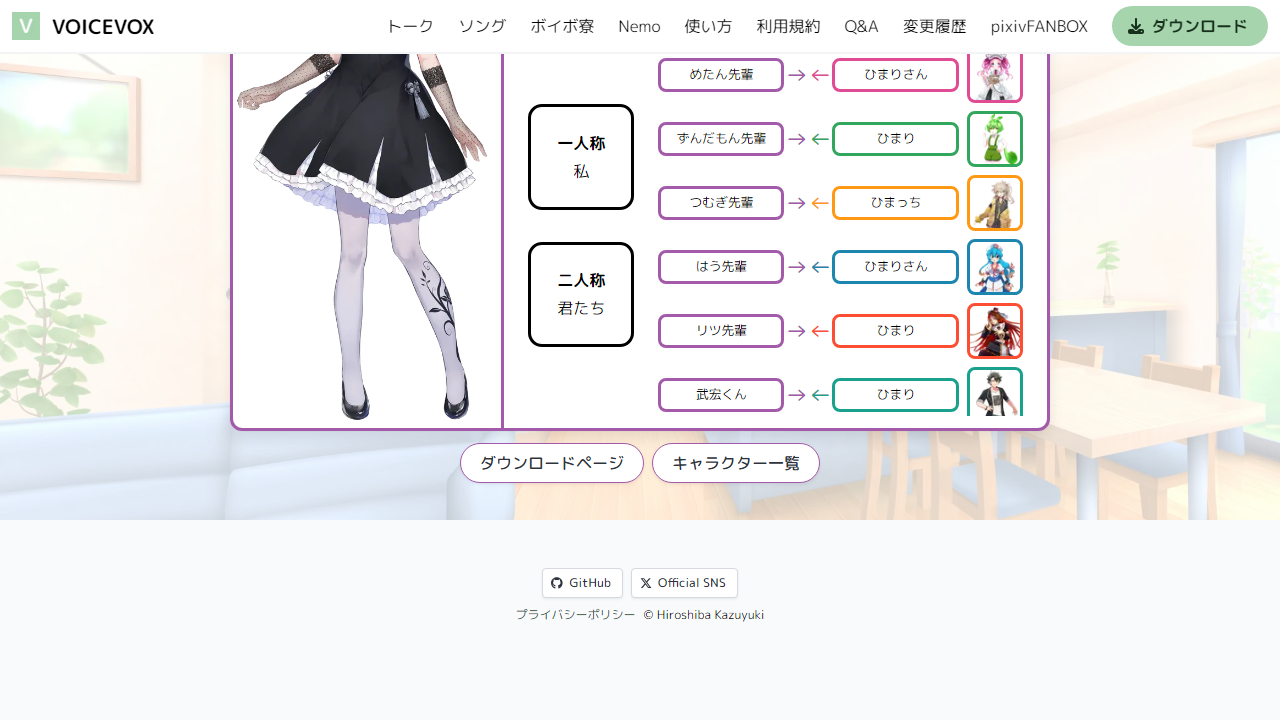 V VOICEVOX トーク ソング ボイボ寮 Nemo 使い方 利用規約 Q&A 変更履歴 pixivFANBOX ダウンロード
めたん先輩 → ← ひまりさん
一人称
私
ずんだもん先輩 → ← ひまり
つむぎ先輩 → ← ひまっち
二人称
君たち
はう先輩 → ← ひまりさん
リツ先輩 → ← ひまり
武宏くん → ← ひまり
ダウンロードページ キャラクター一覧
GitHub Official SNS
プライバシーポリシー © Hiroshiba Kazuyuki